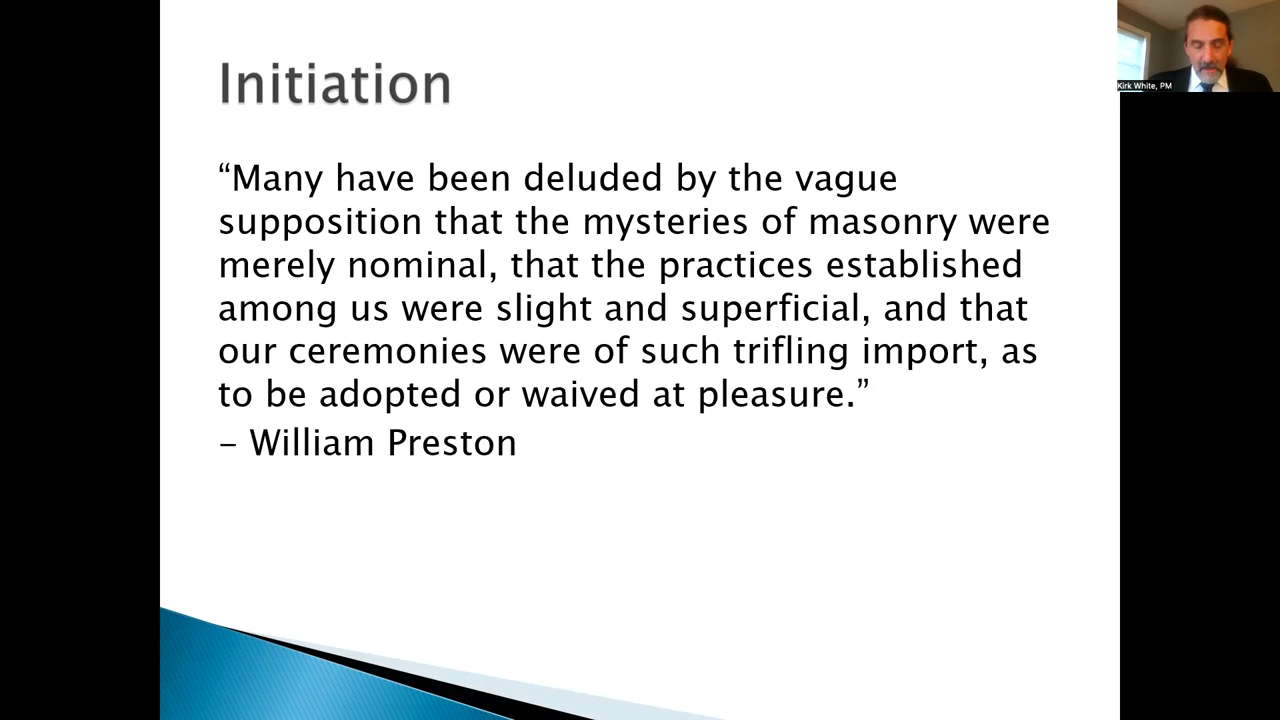 Initiation
“Many have been deluded by the vague
supposition that the mysteries of masonry were
merely nominal, that the practices established
among us were slight and superficial, and that
our ceremonies were of such trifling import, as
to be adopted or waived at pleasure.”
– William Preston
Kirk White, PM